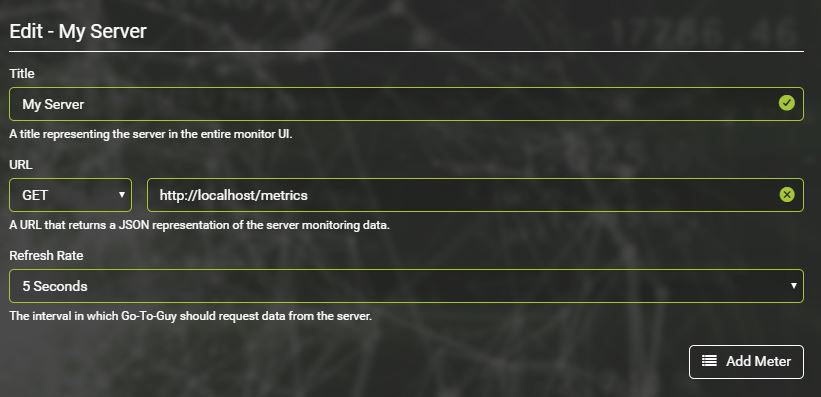 17286.46
Edit - My Server
Title
My Server
A title representing the server in the entire monitor UI.
URL
GET
http://localhost/metrics
A URL that returns a JSON representation of the server monitoring data.
Refresh Rate
5 Seconds
The interval in which Go-To-Guy should request data from the server.
Add Meter